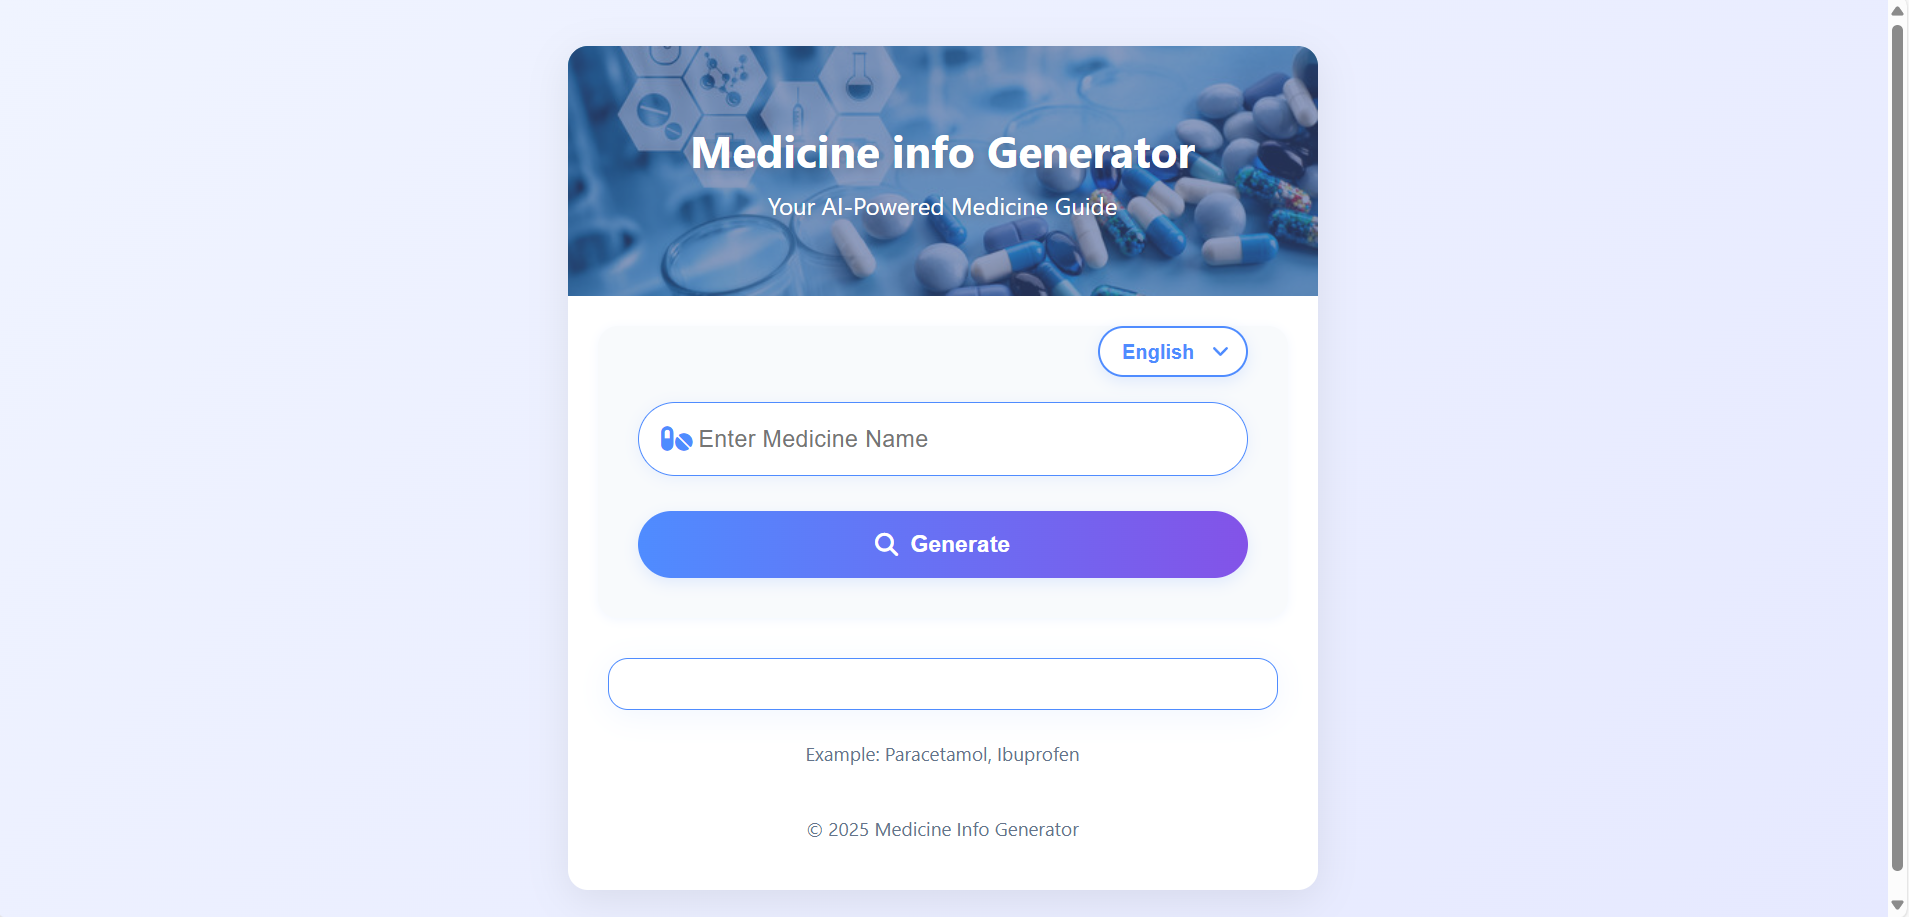 Medicine info Generator
Your AI-Powered Medicine Guide
English
Enter Medicine Name
Generate
Example: Paracetamol, Ibuprofen
© 2025 Medicine Info Generator